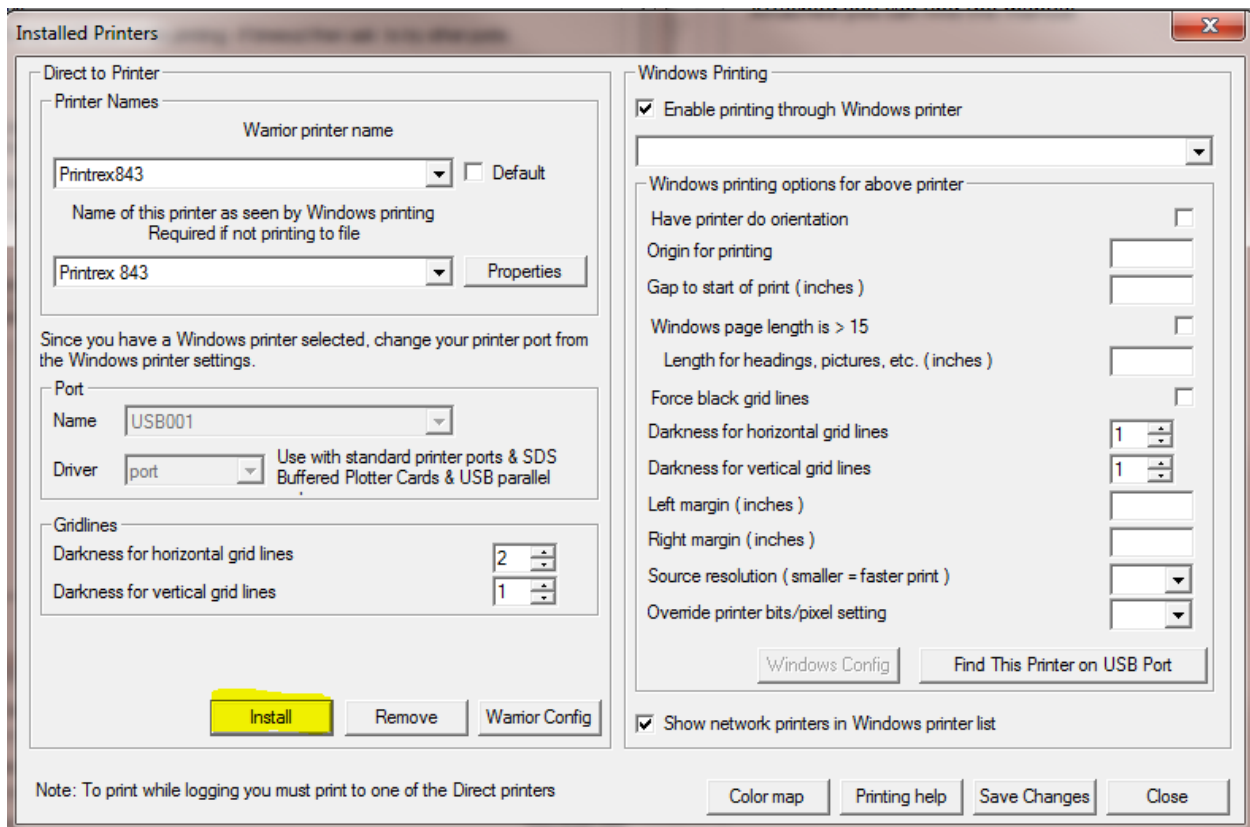 Installed Printers
Direct to Printer
Printer Names
Warrior printer name
Printrex843
Default
Name of this printer as seen by Windows printing
Required if not printing to file
Printrex 843
Properties
Since you have a Windows printer selected, change your printer port from
the Windows printer settings.
Port
Name
USB001
Driver
port
Use with standard printer ports & SDS
Buffered Plotter Cards & USB parallel
Gridlines
Darkness for horizontal grid lines
2
Darkness for vertical grid lines
1
Install
Remove
Warrior Config
Windows Printing
Enable printing through Windows printer
Windows printing options for above printer
Have printer do orientation
Origin for printing
Gap to start of print ( inches )
Windows page length is > 15
Length for headings, pictures, etc. ( inches )
Force black grid lines
Darkness for horizontal grid lines
1
Darkness for vertical grid lines
1
Left margin ( inches )
Right margin ( inches )
Source resolution ( smaller = faster print )
Override printer bits/pixel setting
Windows Config
Find This Printer on USB Port
Show network printers in Windows printer list
Note: To print while logging you must print to one of the Direct printers
Color map
Printing help
Save Changes
Close